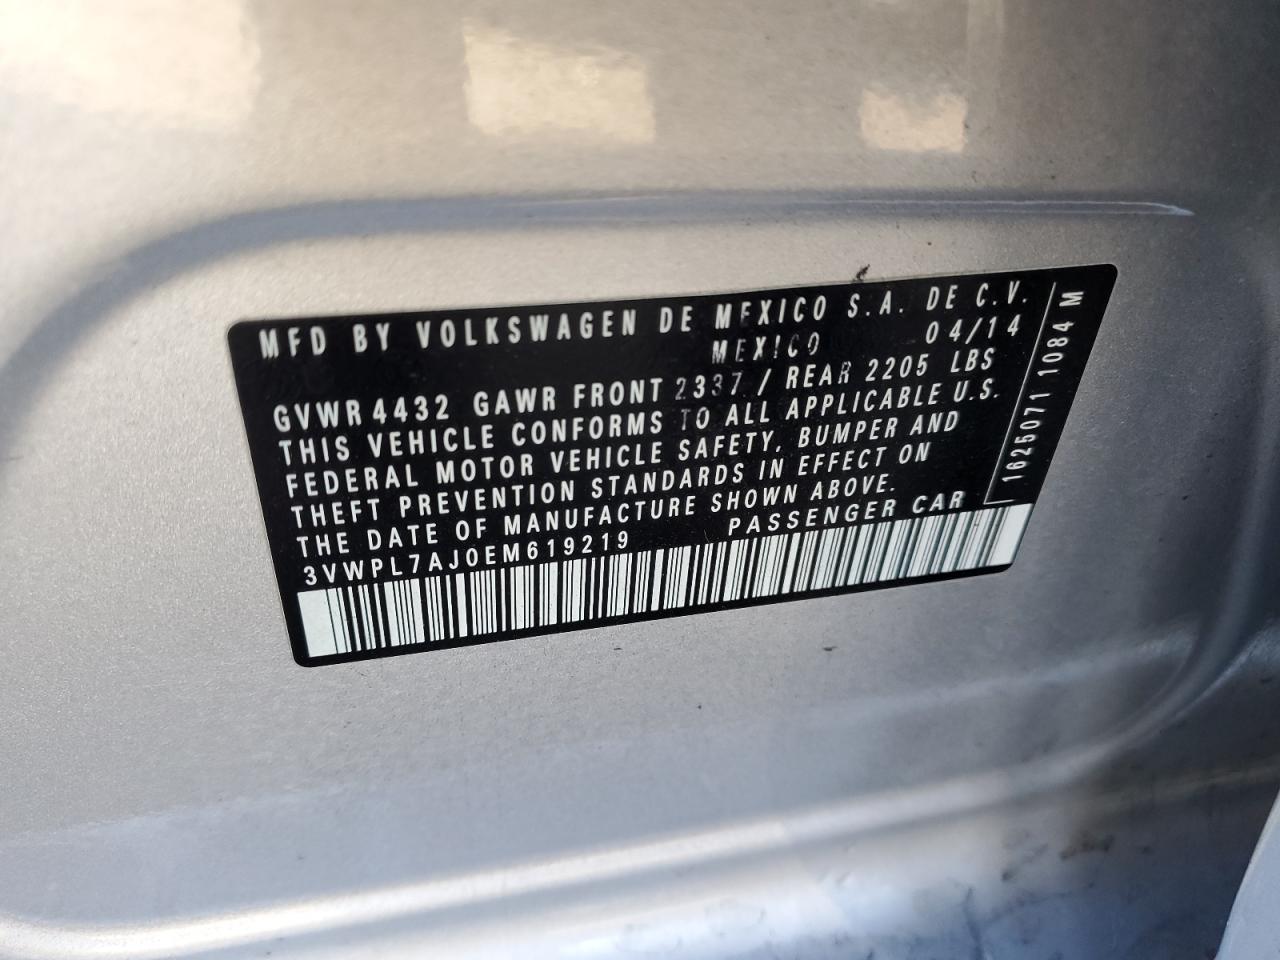 MFD BY VOLKSWAGEN DE MEXICO S.A. DE C.V.
MEXICO 04/14
GVWR 4432 GAWR FRONT 2337 / REAR 2205 LBS
THIS VEHICLE CONFORMS TO ALL APPLICABLE U.S.
FEDERAL MOTOR VEHICLE SAFETY, BUMPER AND
THEFT PREVENTION STANDARDS IN EFFECT ON
THE DATE OF MANUFACTURE SHOWN ABOVE.
3VWPL7AJ0EM619219 PASSENGER CAR
1625071 1084 M